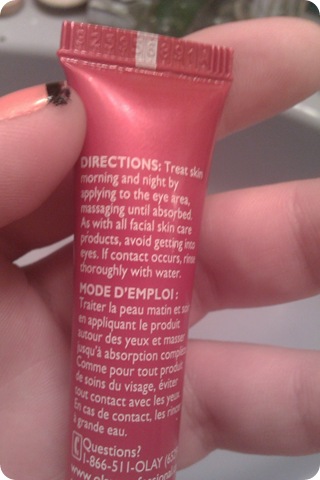 DIRECTIONS: Treat skin
morning and night by
applying to the eye area,
massaging until absorbed.
As with all facial skin care
products, avoid getting into
eyes. If contact occurs, rinse
thoroughly with water.
MODE D'EMPLOI :
Traiter la peau matin et soir
en appliquant le produit
autour des yeux et masser
jusqu'à absorption complète.
Comme pour tout produit
de soins du visage, éviter
tout contact avec les yeux.
En cas de contact, les rincer
à grande eau.
Questions?
1-866-511-OLAY (652